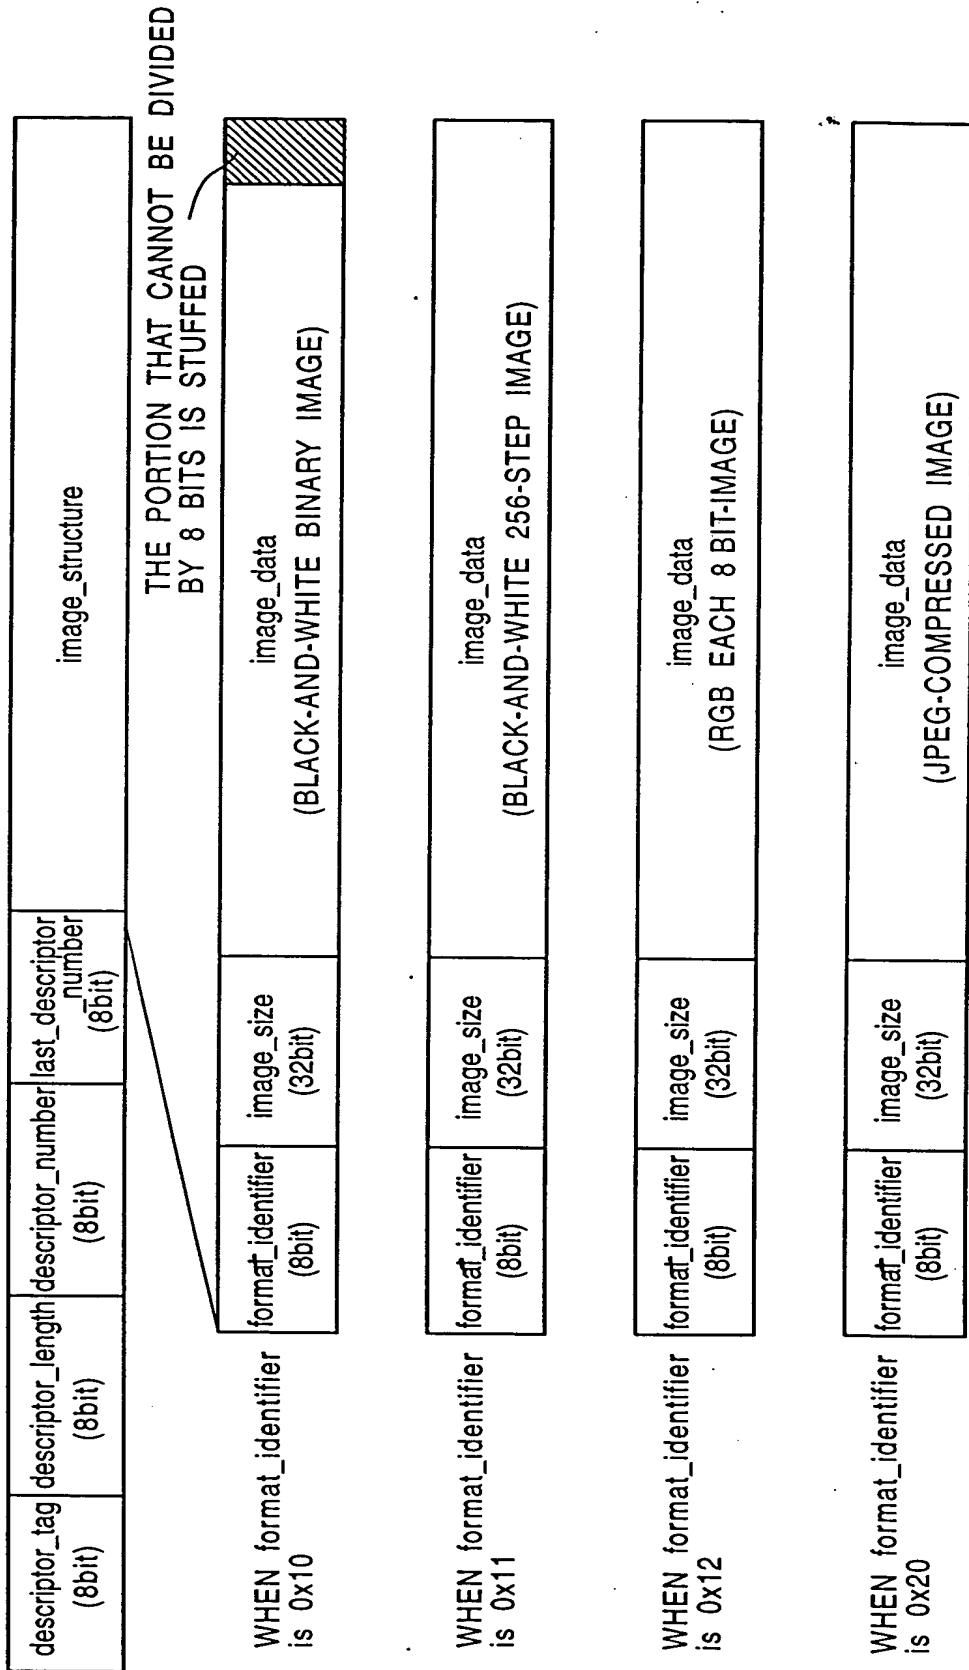 descriptor_tag
(8bit)
descriptor_length
(8bit)
descriptor_number
(8bit)
last_descriptor
_number
(8bit)
image_structure
THE PORTION THAT CANNOT BE DIVIDED
BY 8 BITS IS STUFFED
WHEN format_identifier
is 0x10
format_identifier
(8bit)
image_size
(32bit)
image_data
(BLACK-AND-WHITE BINARY IMAGE)
WHEN format_identifier
is 0x11
format_identifier
(8bit)
image_size
(32bit)
image_data
(BLACK-AND-WHITE 256-STEP IMAGE)
WHEN format_identifier
is 0x12
format_identifier
(8bit)
image_size
(32bit)
image_data
(RGB EACH 8 BIT-IMAGE)
WHEN format_identifier
is 0x20
format_identifier
(8bit)
image_size
(32bit)
image_data
(JPEG-COMPRESSED IMAGE)